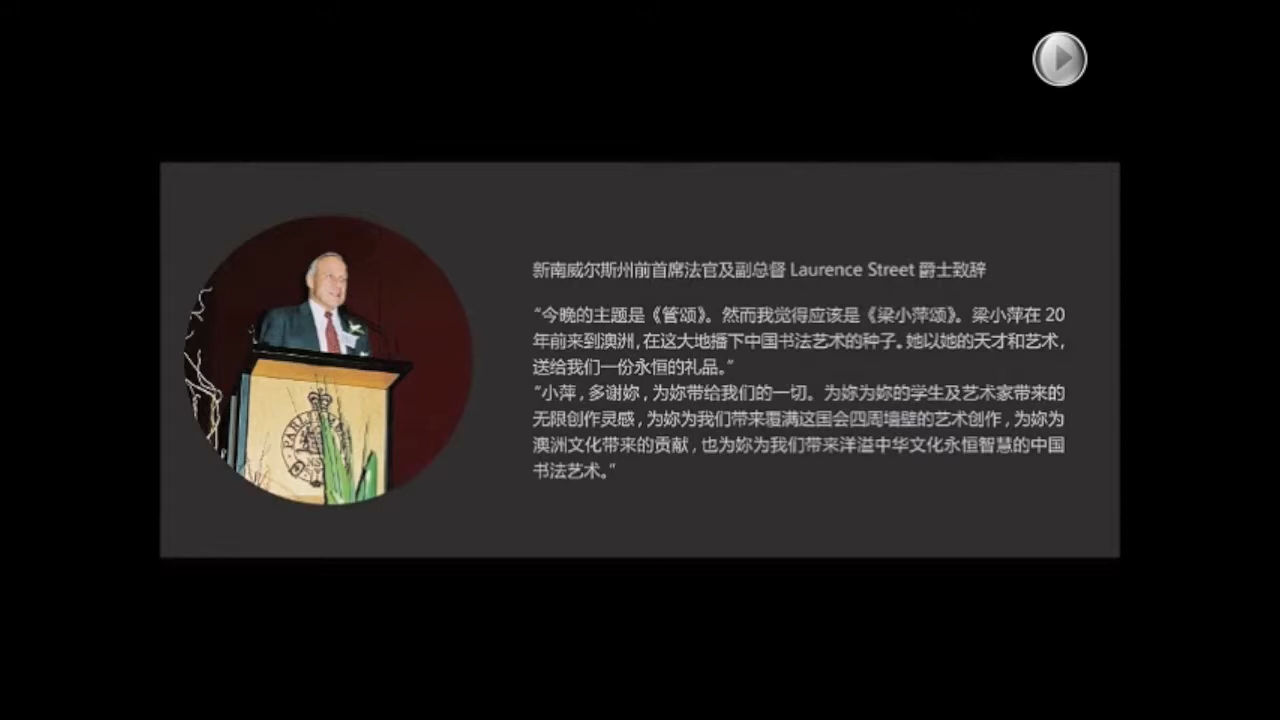 新南威尔斯州前首席法官及副总督 Laurence Street 爵士致辞
“今晚的主题是《管颂》。然而我觉得应该是《梁小萍颂》。梁小萍在 20
年前来到澳洲,在这大地播下中国书法艺术的种子。她以她的天才和艺术,
送给我们一份永恒的礼品。”
“小萍,多谢妳,为妳带给我们的一切。为妳为妳的学生及艺术家带来的
无限创作灵感,为妳为我们带来覆满这国会四周墙壁的艺术创作,为妳为
澳洲文化带来的贡献,也为妳为我们带来洋溢中华文化永恒智慧的中国
书法艺术。”